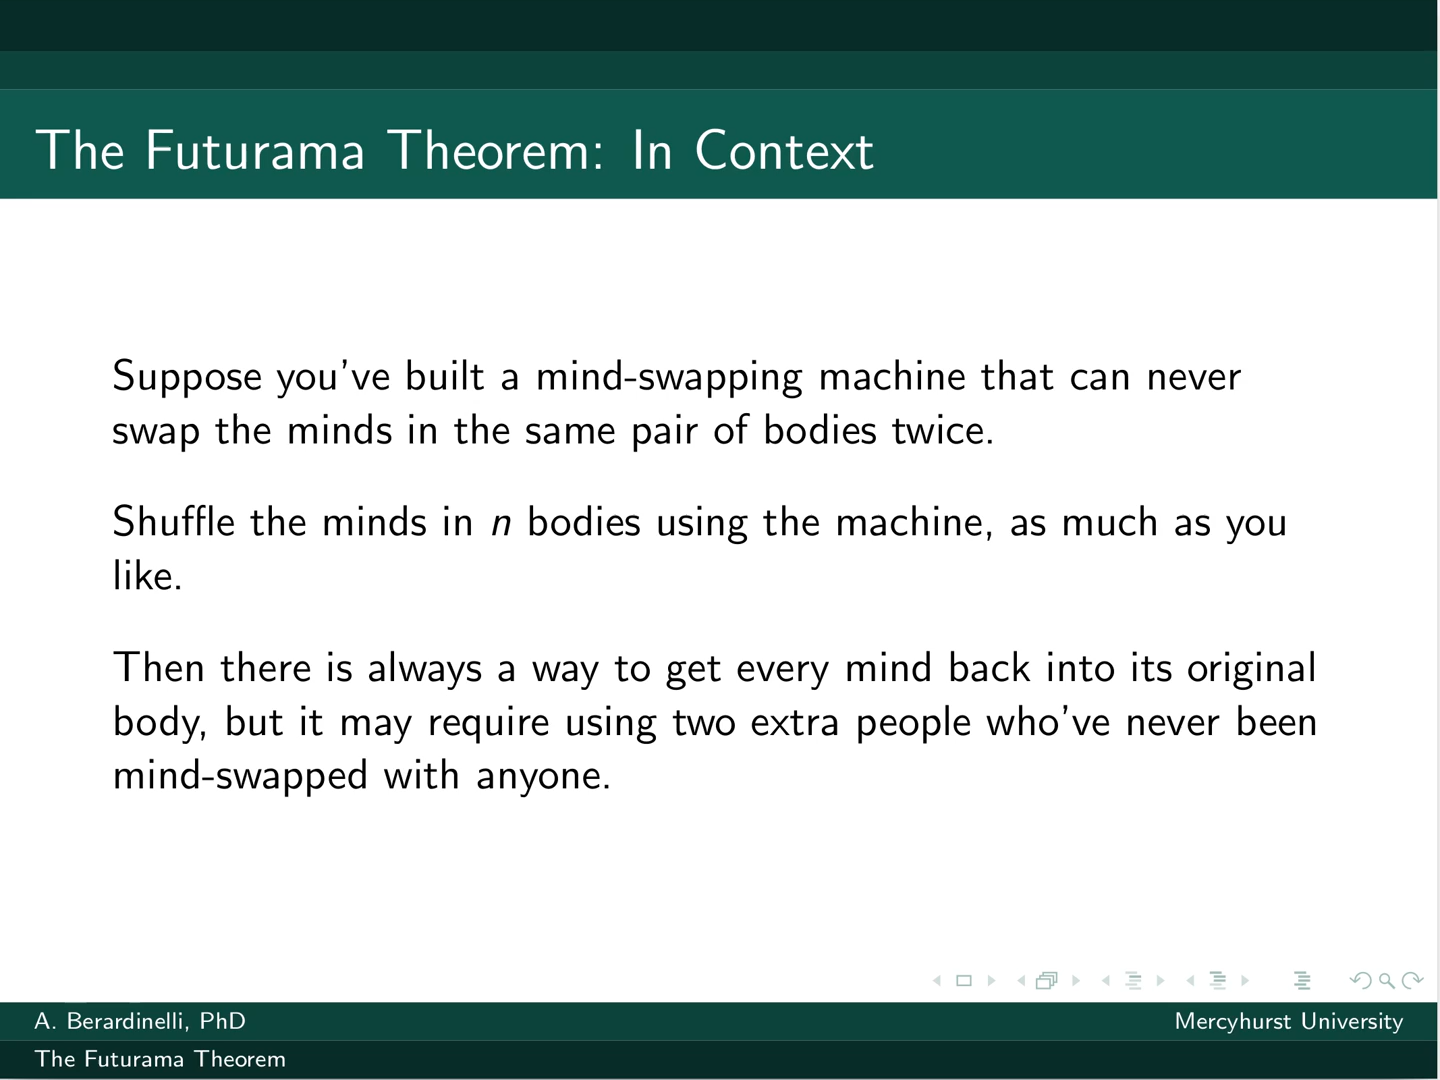 The Futurama Theorem: In Context
Suppose you've built a mind-swapping machine that can never
swap the minds in the same pair of bodies twice.
Shuffle the minds in n bodies using the machine, as much as you
like.
Then there is always a way to get every mind back into its original
body, but it may require using two extra people who've never been
mind-swapped with anyone.
A. Berardinelli, PhD
Mercyhurst University
The Futurama Theorem